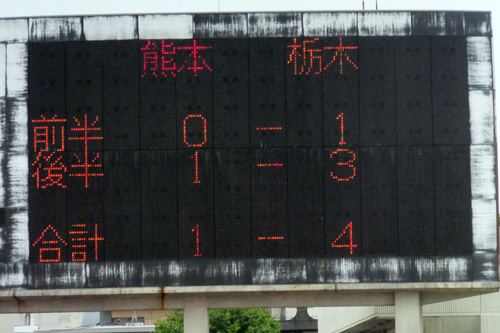 熊本 栃木
前半 0 - 1
後半 1 = 3
合計 1 - 4